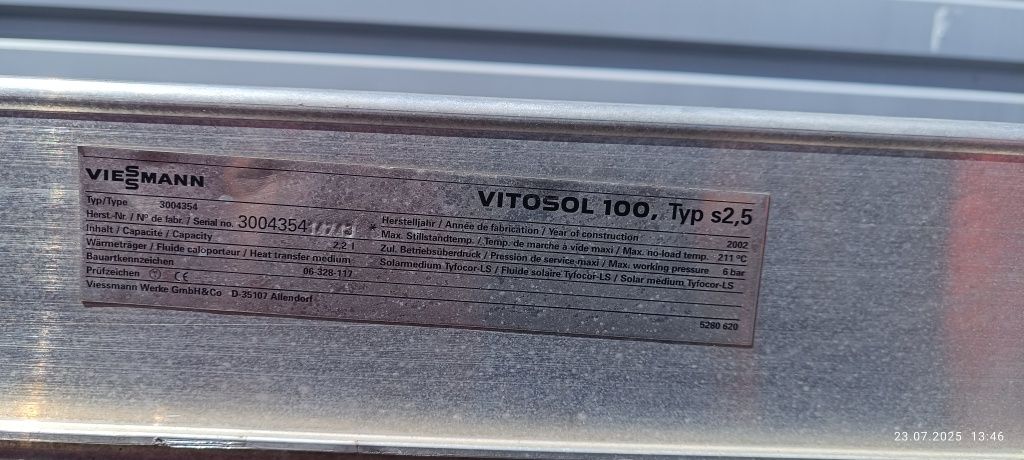 VIESSMANN
VITOSOL 100, Typ s2,5
Typ/Type 3004354
Herst.-Nr. / N° de fabr. / Serial no. 3004354
Inhalt / Capacité / Capacity 2,2 l
Wärmeträger / Fluide caloporteur / Heat transfer medium
Bauartkennzeichen 06-328-117
Prüfzeichen CE
Viessmann Werke GmbH&Co D-35107 Allendorf
* Herstelljahr / Année de fabrication / Year of construction 2002
Max. Stillstandtemp. / Temp. de marche à vide maxi / Max. no-load temp. 211 °C
Zul. Betriebsüberdruck / Pression de service maxi / Max. working pressure 6 bar
Solarmedium Tyfocor-LS / Fluide solaire Tyfocor-LS / Solar medium Tyfocor-LS
5280 620
23.07.2025 13:46